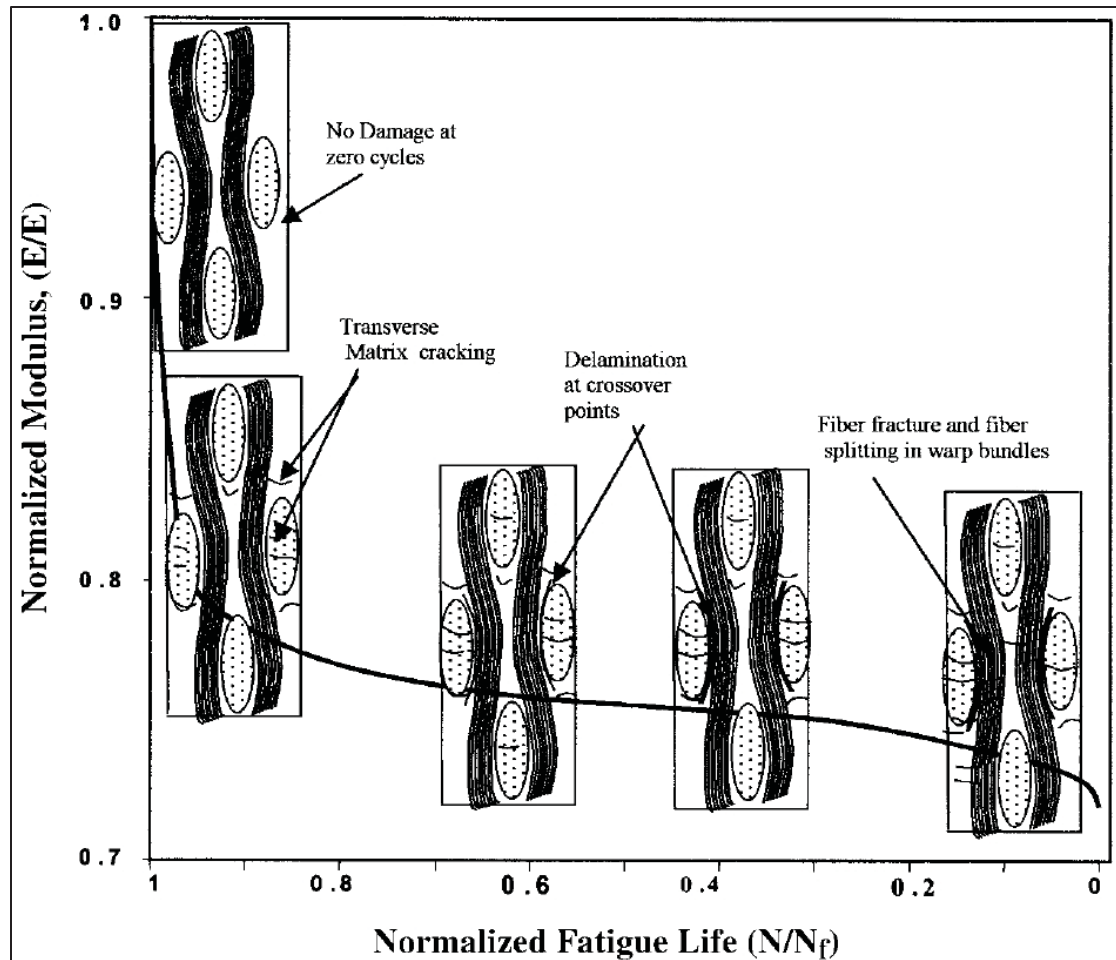 1.0
No Damage at
zero cycles
Normalized Modulus, (E/E)
0.9
Transverse
Matrix cracking
Delamination
at crossover
points
Fiber fracture and fiber
splitting in warp bundles
0.8
0.7
1 0.8 0.6 0.4 0.2 0
Normalized Fatigue Life (N/Nf)